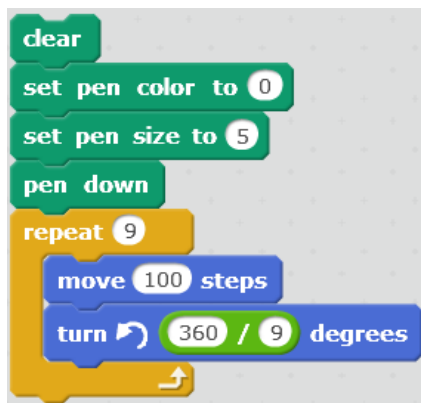 clear
set pen color to 0
set pen size to 5
pen down
repeat 9
move 100 steps
turn 360 / 9 degrees